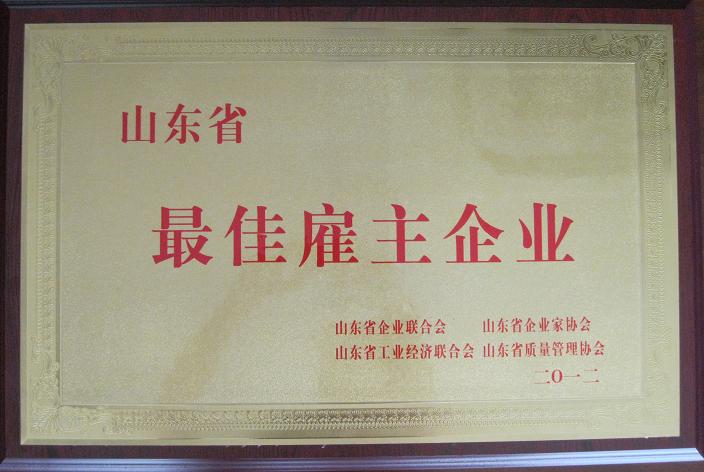 山东省
最佳雇主企业
山东省企业联合会 山东省企业家协会
山东省工业经济联合会 山东省质量管理协会
二O一二